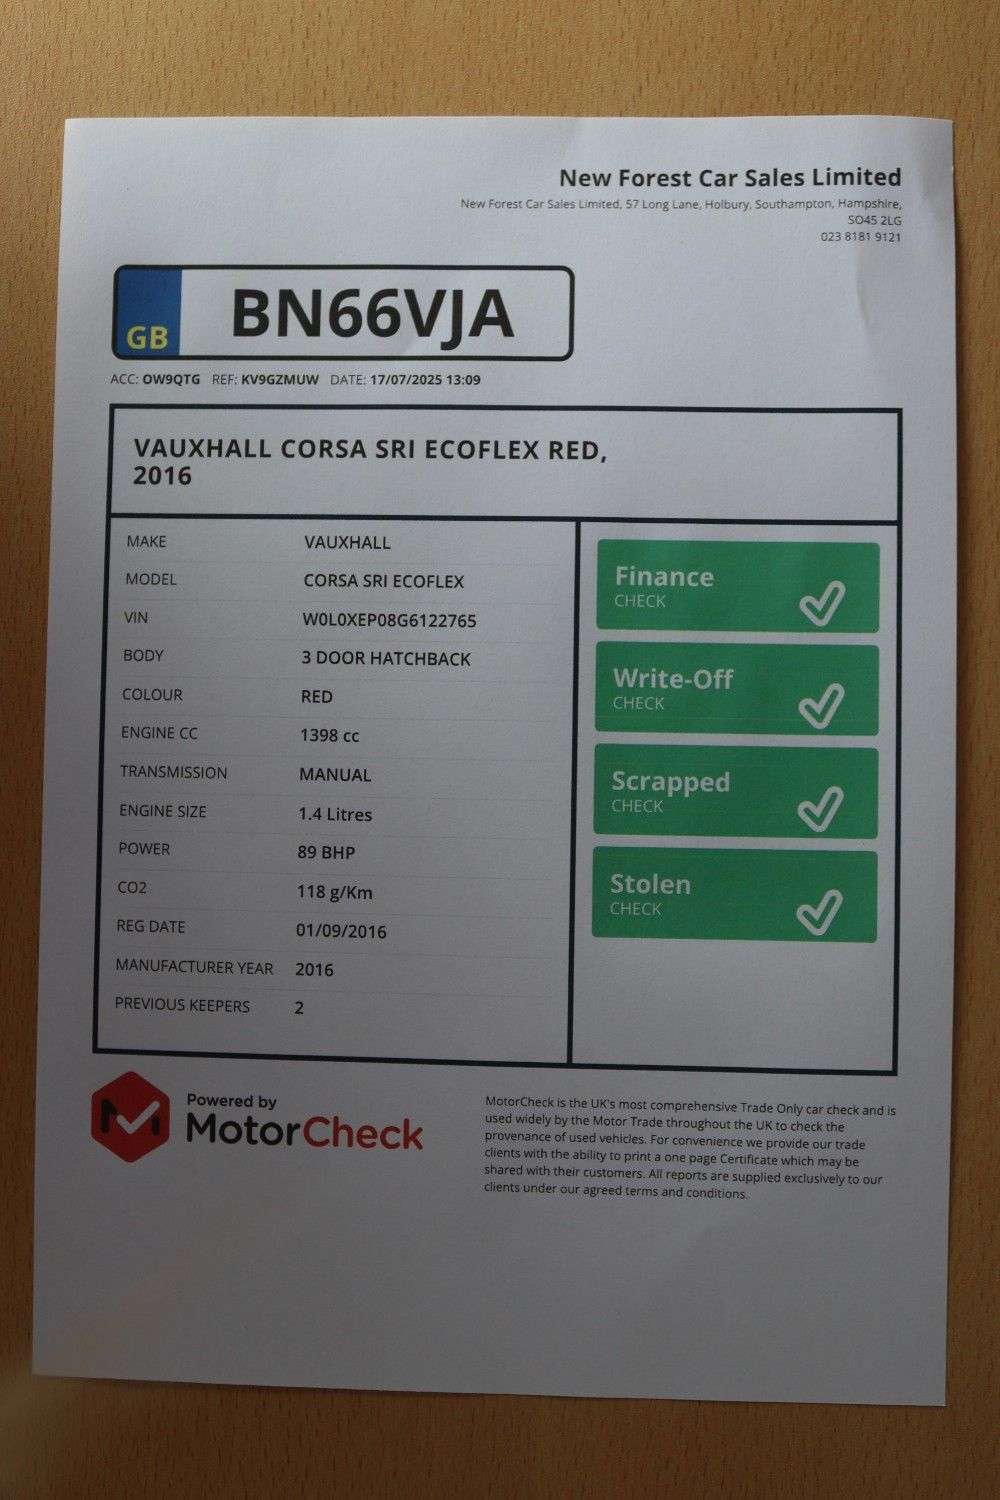 New Forest Car Sales Limited
New Forest Car Sales Limited, 57 Long Lane, Holbury, Southampton, Hampshire,
SO45 2LG
023 8181 9121
GB BN66VJA
ACC: OW9QTG REF: KV9GZMUW DATE: 17/07/2025 13:09
VAUXHALL CORSA SRI ECOFLEX RED,
2016
MAKE VAUXHALL
MODEL CORSA SRI ECOFLEX
VIN W0L0XEP08G6122765
BODY 3 DOOR HATCHBACK
COLOUR RED
ENGINE CC 1398 cc
TRANSMISSION MANUAL
ENGINE SIZE 1.4 Litres
POWER 89 BHP
CO2 118 g/Km
REG DATE 01/09/2016
MANUFACTURER YEAR 2016
PREVIOUS KEEPERS 2
Finance
CHECK
Write-Off
CHECK
Scrapped
CHECK
Stolen
CHECK
Powered by
MotorCheck
MotorCheck is the UK's most comprehensive Trade Only car check and is
used widely by the Motor Trade throughout the UK to check the
provenance of used vehicles. For convenience we provide our trade
clients with the ability to print a one page Certificate which may be
shared with their customers. All reports are supplied exclusively to our
clients under our agreed terms and conditions.